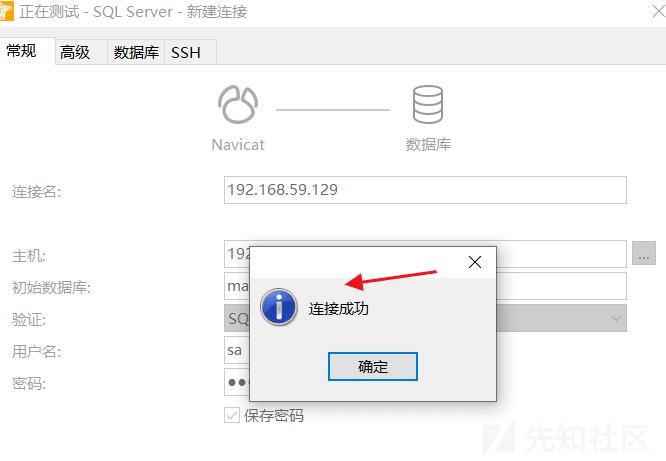 正在测试 - SQL Server - 新建连接
常规 高级 数据库 SSH
Navicat 数据库
连接名: 192.168.59.129
主机: 192 ...
初始数据库: ma
验证: SQ
用户名: sa
密码:
保存密码
连接成功
确定
先知社区